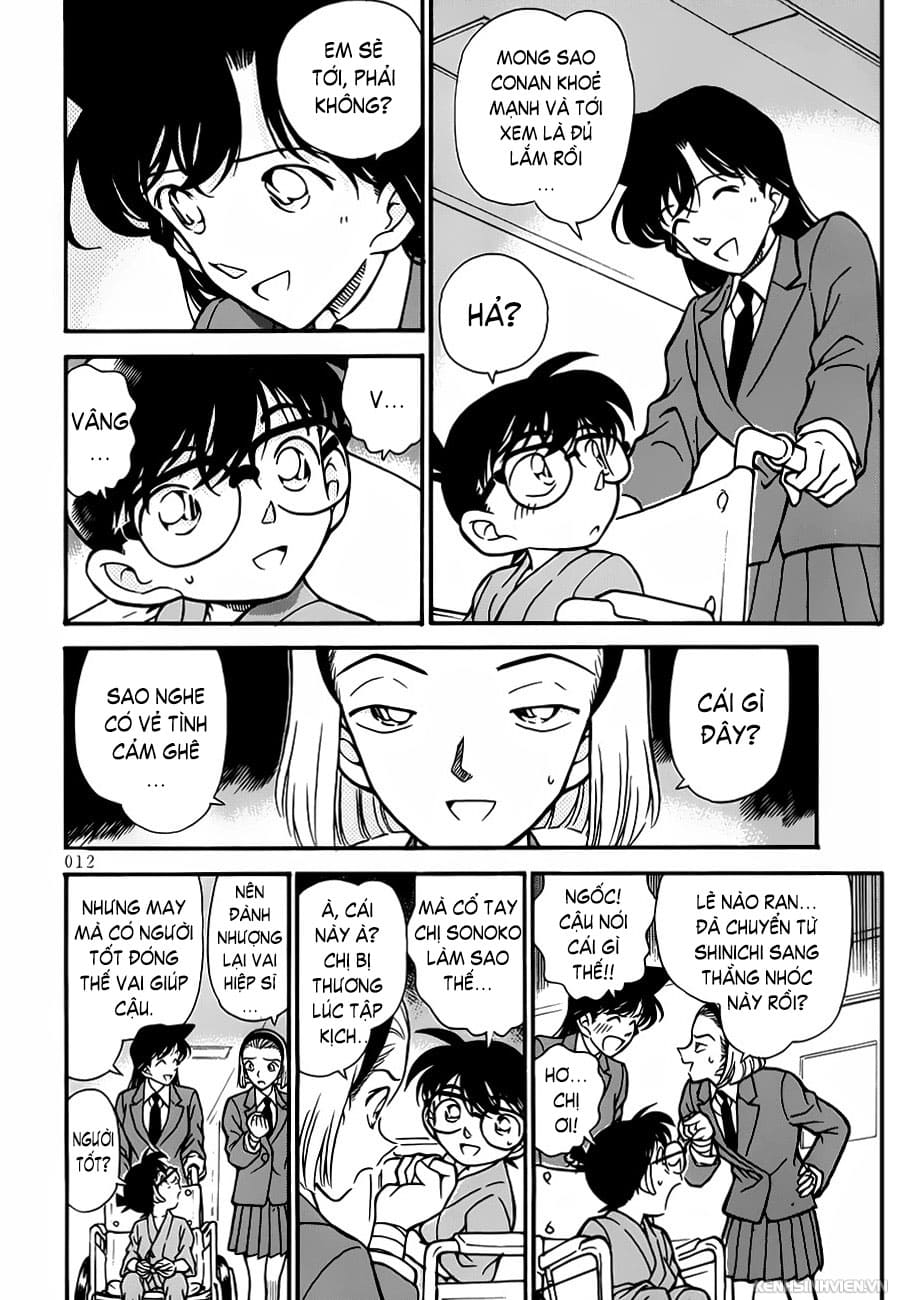 MONG SAO
CONAN KHOẺ
MẠNH VÀ TỚI
XEM LÀ ĐỦ
LẮM RỒI
...
HẢ?
EM SẼ
TỚI, PHẢI
KHÔNG?
V...
VÂNG
...
CÁI GÌ
ĐÂY?
SAO NGHE
CÓ VẺ TÌNH
CẢM GHÊ
...
012
LẼ NÀO RAN...
ĐÃ CHUYỂN TỪ
SHINICHI SANG
THẰNG NHÓC
NÀY RỒI?
NGỐC!
CẬU NÓI
CÁI GÌ
THẾ!!
HƠ...
CHỊ
ƠI!
MÀ CỔ TAY
CHỊ SONOKO
LÀM SAO
THẾ...
À, CÁI
NÀY À?
CHỊ BỊ
THƯƠNG
LÚC TẬP
KỊCH...
NÊN
ĐÀNH
NHƯỢNG
LẠI VAI
HIỆP SĨ
...
NHƯNG MAY
MÀ CÓ NGƯỜI
TỐT ĐÓNG
THẾ VAI GIÚP
CẬU.
NGƯỜI
TỐT?
KENHSINHVIEN.VN